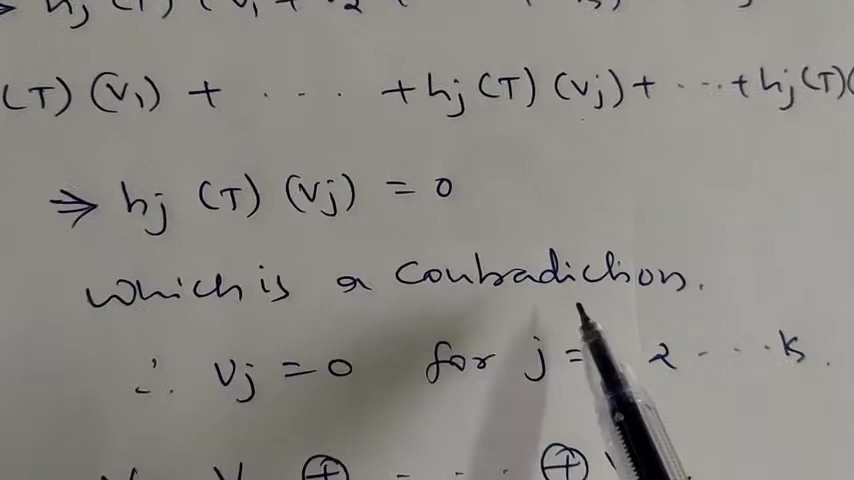 (T) (V₁) + . . . . + hj (T) (Vj) + . . . + hj (T) (
⇒ hj (T) (Vj) = 0
which is a contradiction.
∴ Vj = 0 for j = 2 . . . k.
V ⊕ - . . . ⊕